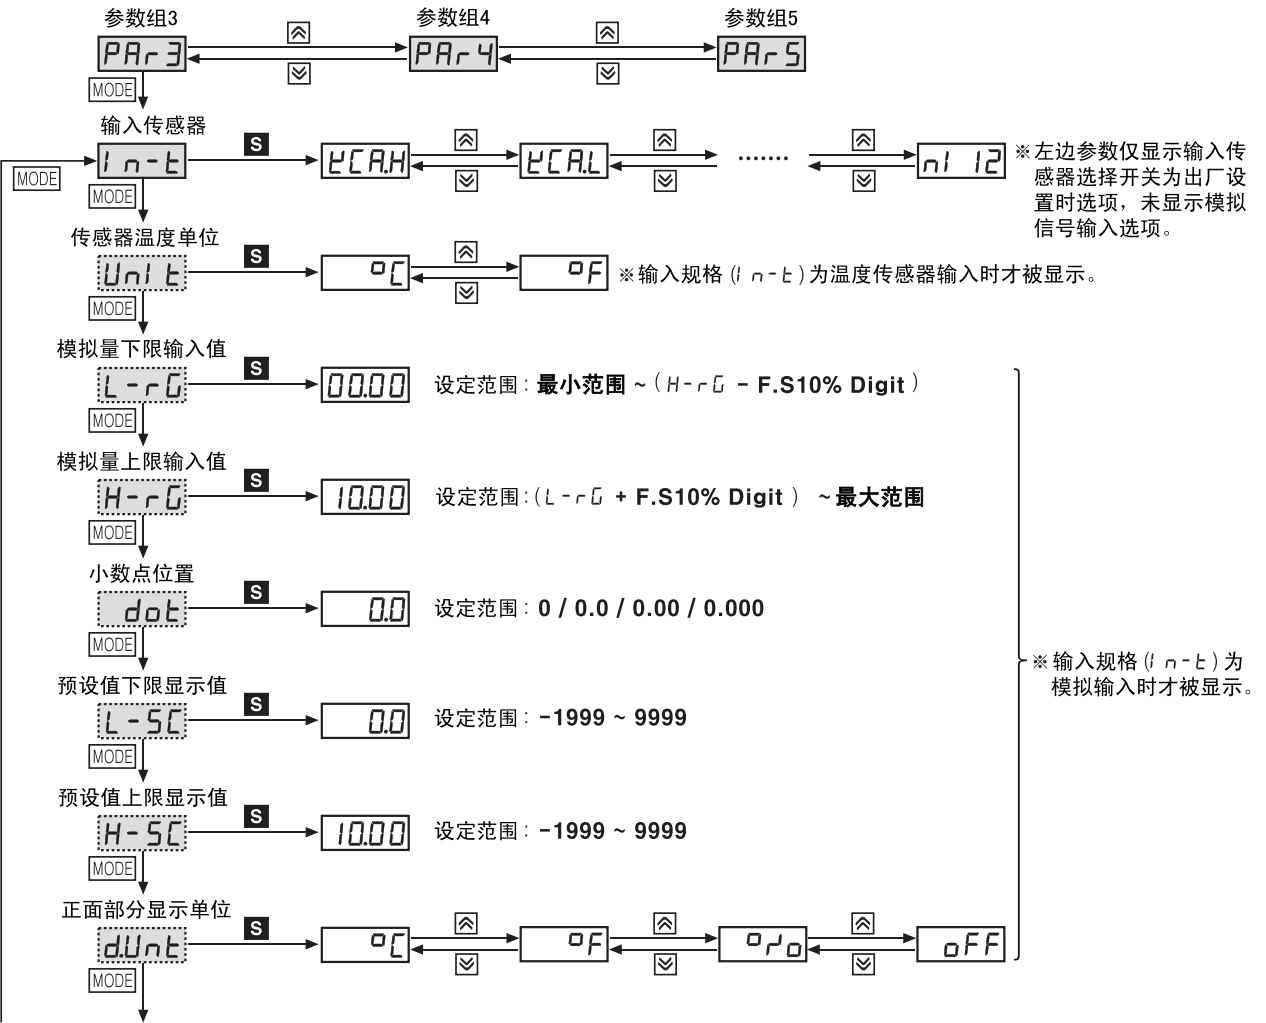 参数组3 参数组4 参数组5
PAr3 PAr4 PAr5
MODE
输入传感器
MODE
In-t S KCA.H KCA.L ....... nI 12
MODE
※左边参数仅显示输入传
感器选择开关为出厂设
置时选项，未显示模拟
信号输入选项。
传感器温度单位
UnIt S °C °F ※输入规格 (In-t) 为温度传感器输入时才被显示。
MODE
模拟量下限输入值
L-rG S 00.00 设定范围: 最小范围 ~ (H-rG - F.S10% Digit)
MODE
模拟量上限输入值
H-rG S 10.00 设定范围: (L-rG + F.S10% Digit) ~ 最大范围
MODE
小数点位置
dot S 0.0 设定范围: 0 / 0.0 / 0.00 / 0.000
MODE
※ 输入规格 (In-t) 为
模拟输入时才被显示。
预设值下限显示值
L-SC S 0.0 设定范围: -1999 ~ 9999
MODE
预设值上限显示值
H-SC S 10.00 设定范围: -1999 ~ 9999
MODE
正面部分显示单位
d.Unt S °C °F o/o oFF
MODE